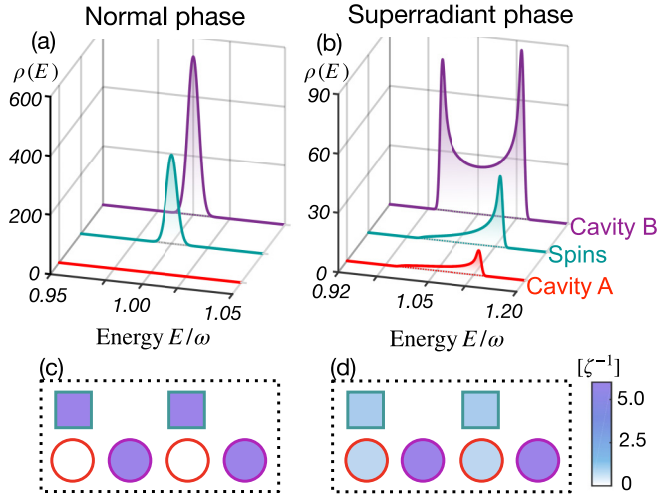 Normal phase
Superradiant phase
(a)
(b)
ρ(E)
ρ(E)
600
400
200
0
0.95
1.00
1.05
Energy E/ω
90
60
30
0
0.92
1.05
1.20
Energy E/ω
Cavity B
Spins
Cavity A
(c)
(d)
[ζ⁻¹]
5.0
2.5
0